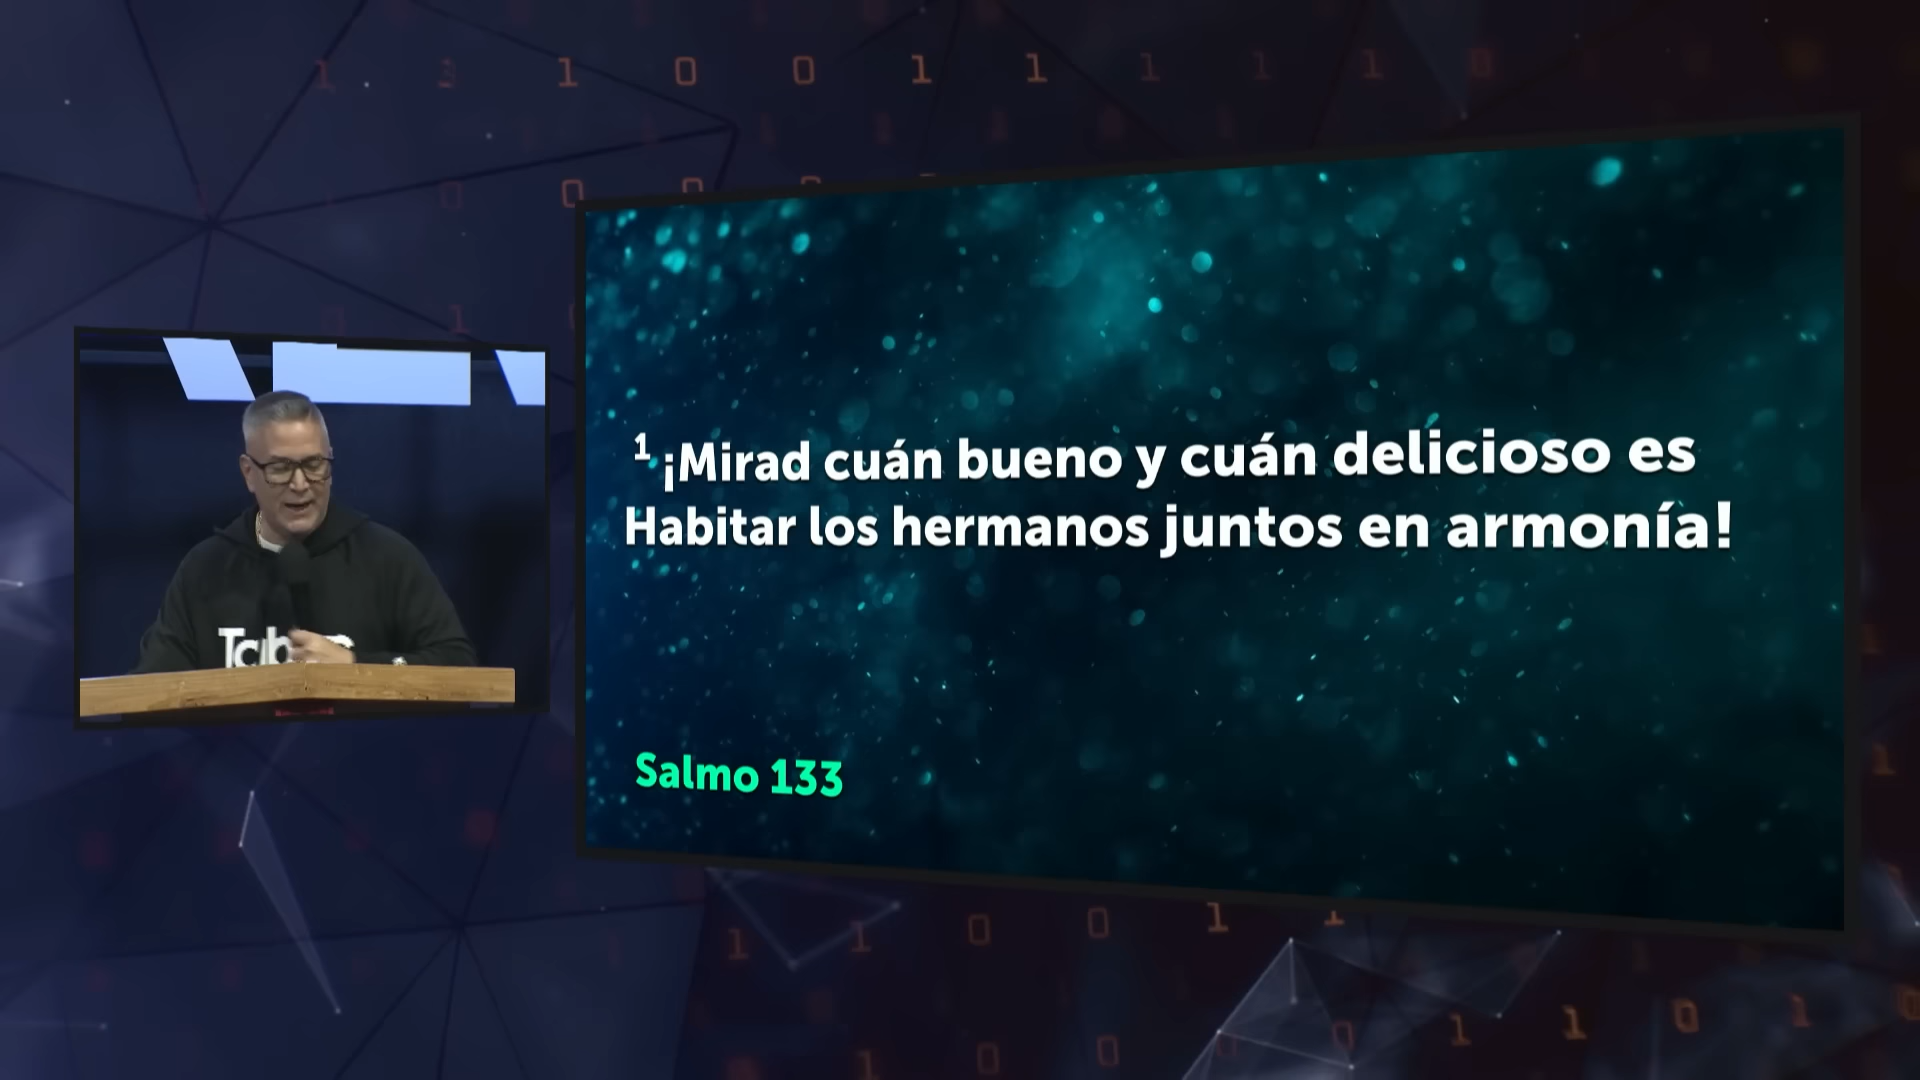 ¹ ¡Mirad cuán bueno y cuán delicioso es
Habitar los hermanos juntos en armonía!
Salmo 133